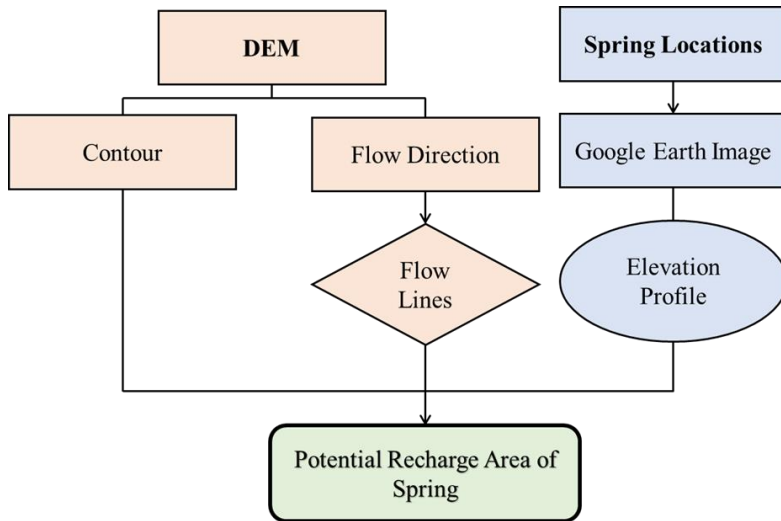 DEM
Spring Locations
Contour
Flow Direction
Google Earth Image
Flow
Lines
Elevation
Profile
Potential Recharge Area of
Spring